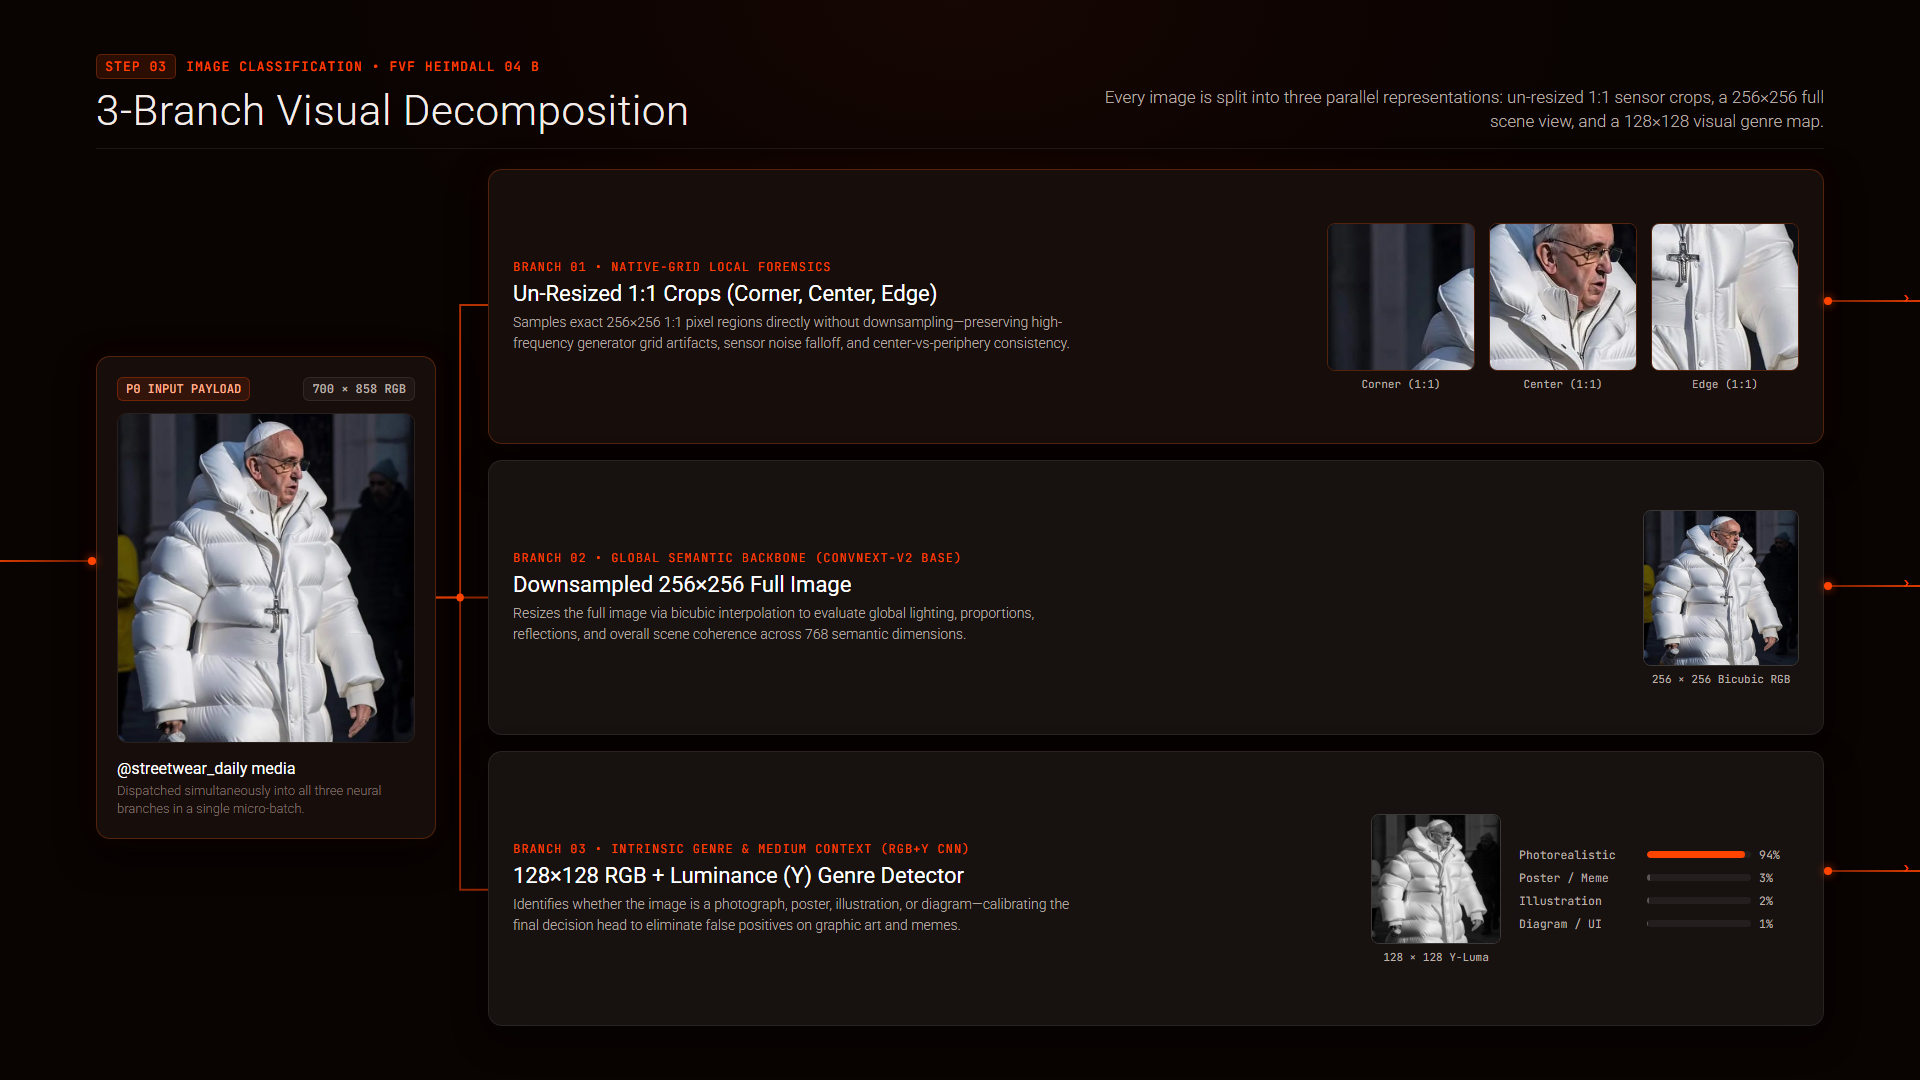 STEP 03
IMAGE CLASSIFICATION • FVF HEIMDALL 04 B
3-Branch Visual Decomposition
Every image is split into three parallel representations: un-resized 1:1 sensor crops, a 256×256 full
scene view, and a 128×128 visual genre map.
P0 INPUT PAYLOAD
700 × 858 RGB
@streetwear_daily media
Dispatched simultaneously into all three neural
branches in a single micro-batch.
BRANCH 01 • NATIVE-GRID LOCAL FORENSICS
Un-Resized 1:1 Crops (Corner, Center, Edge)
Samples exact 256×256 1:1 pixel regions directly without downsampling—preserving high-
frequency generator grid artifacts, sensor noise falloff, and center-vs-periphery consistency.
Corner (1:1)
Center (1:1)
Edge (1:1)
BRANCH 02 • GLOBAL SEMANTIC BACKBONE (CONVNEXT-V2 BASE)
Downsampled 256×256 Full Image
Resizes the full image via bicubic interpolation to evaluate global lighting, proportions,
reflections, and overall scene coherence across 768 semantic dimensions.
256 × 256 Bicubic RGB
BRANCH 03 • INTRINSIC GENRE & MEDIUM CONTEXT (RGB+Y CNN)
128×128 RGB + Luminance (Y) Genre Detector
Identifies whether the image is a photograph, poster, illustration, or diagram—calibrating the
final decision head to eliminate false positives on graphic art and memes.
128 × 128 Y-Luma
Photorealistic 94%
Poster / Meme 3%
Illustration 2%
Diagram / UI 1%